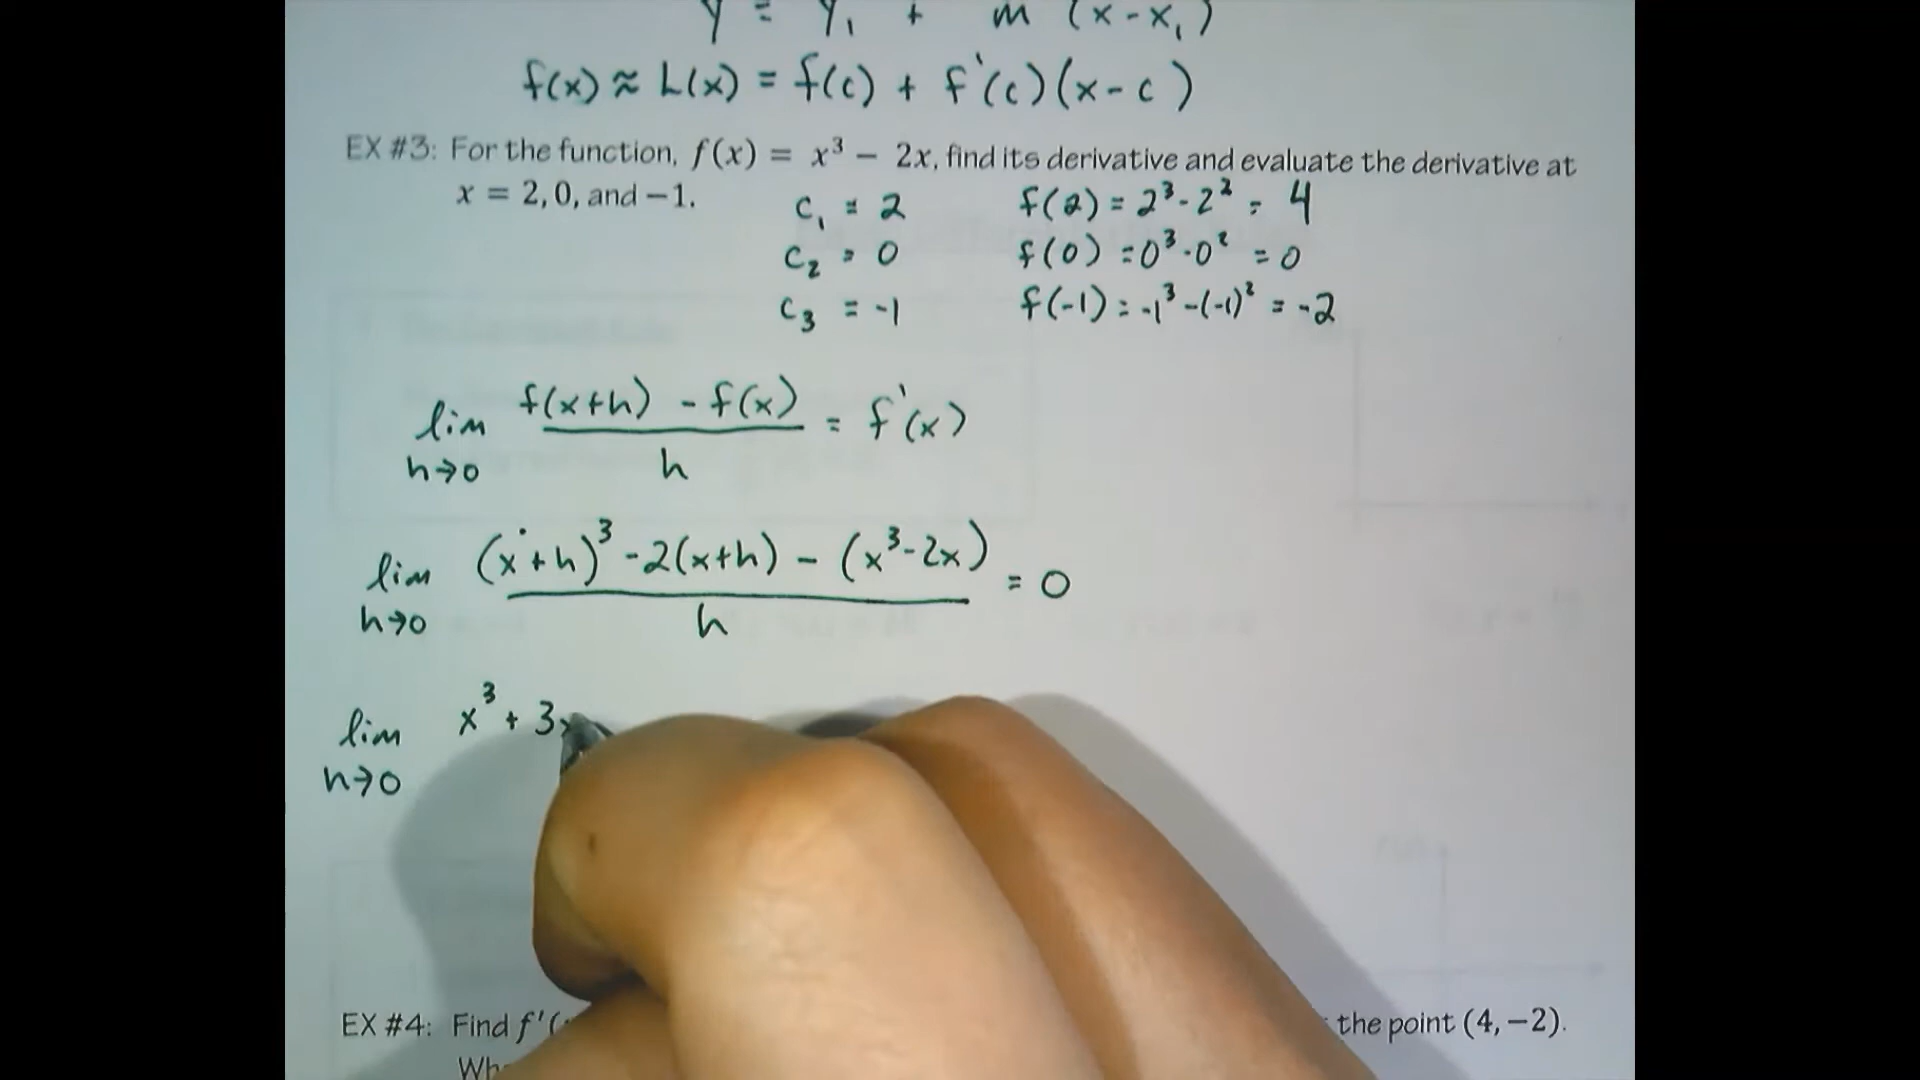 y = y₁ + m (x-x₁)
f(x) ≈ L(x) = f(c) + f'(c)(x-c)
EX #3: For the function, f(x) = x³ − 2x, find its derivative and evaluate the derivative at
x = 2, 0, and −1.
c₁ = 2 f(2) = 2³-2² = 4
c₂ = 0 f(0) = 0³-0² = 0
c₃ = -1 f(-1) = -1³-(-1)² = -2
lim h→0 f(x+h) - f(x) / h = f'(x)
lim h→0 (x+h)³ -2(x+h) - (x³-2x) / h = 0
lim h→0 x³ + 3x
EX #4: Find f'( the point (4, −2).